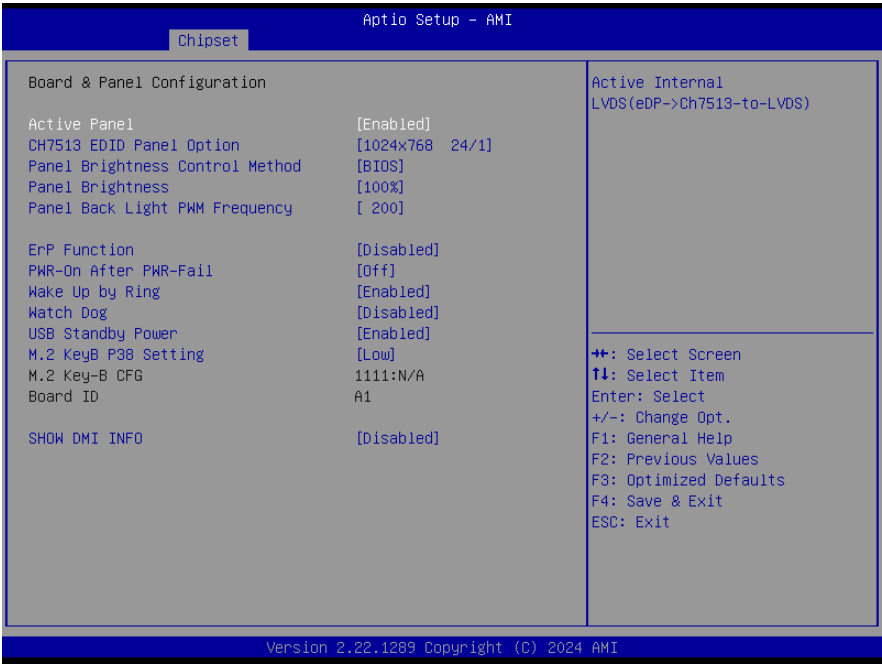 Aptio Setup – AMI
Chipset
Board & Panel Configuration
Active Panel [Enabled]
CH7513 EDID Panel Option [1024x768  24/1]
Panel Brightness Control Method [BIOS]
Panel Brightness [100%]
Panel Back Light PWM Frequency [ 200]
ErP Function [Disabled]
PWR-On After PWR-Fail [Off]
Wake Up by Ring [Enabled]
Watch Dog [Disabled]
USB Standby Power [Enabled]
M.2 KeyB P38 Setting [Low]
M.2 Key-B CFG 1111:N/A
Board ID A1
SHOW DMI INFO [Disabled]
Active Internal
LVDS(eDP->Ch7513-to-LVDS)
→←: Select Screen
↑↓: Select Item
Enter: Select
+/-: Change Opt.
F1: General Help
F2: Previous Values
F3: Optimized Defaults
F4: Save & Exit
ESC: Exit
Version 2.22.1289 Copyright (C) 2024 AMI